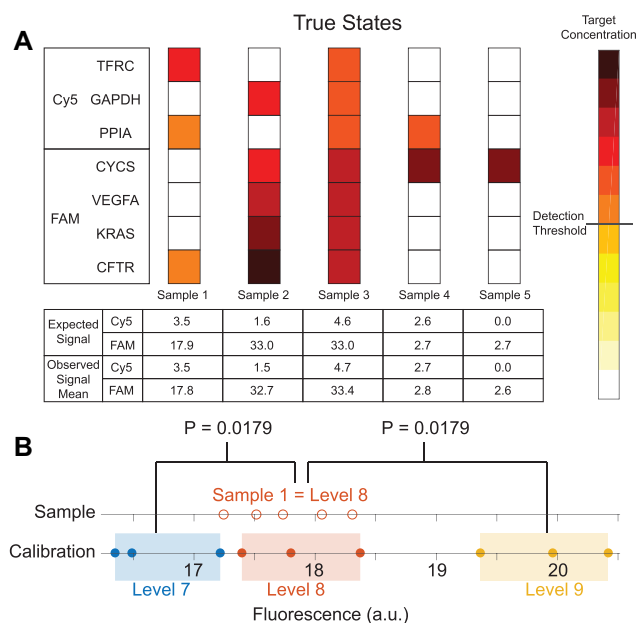 True States
Target
Concentration
A
TFRC
Cy5 GAPDH
PPIA
CYCS
VEGFA
FAM
KRAS
CFTR
Detection
Threshold
Sample 1 Sample 2 Sample 3 Sample 4 Sample 5
Expected Signal Cy5 3.5 1.6 4.6 2.6 0.0
FAM 17.9 33.0 33.0 2.7 2.7
Observed Signal Mean Cy5 3.5 1.5 4.7 2.7 0.0
FAM 17.8 32.7 33.4 2.8 2.6
B
P = 0.0179 P = 0.0179
Sample 1 = Level 8
Sample
Calibration
17 18 19 20
Level 7 Level 8 Level 9
Fluorescence (a.u.)